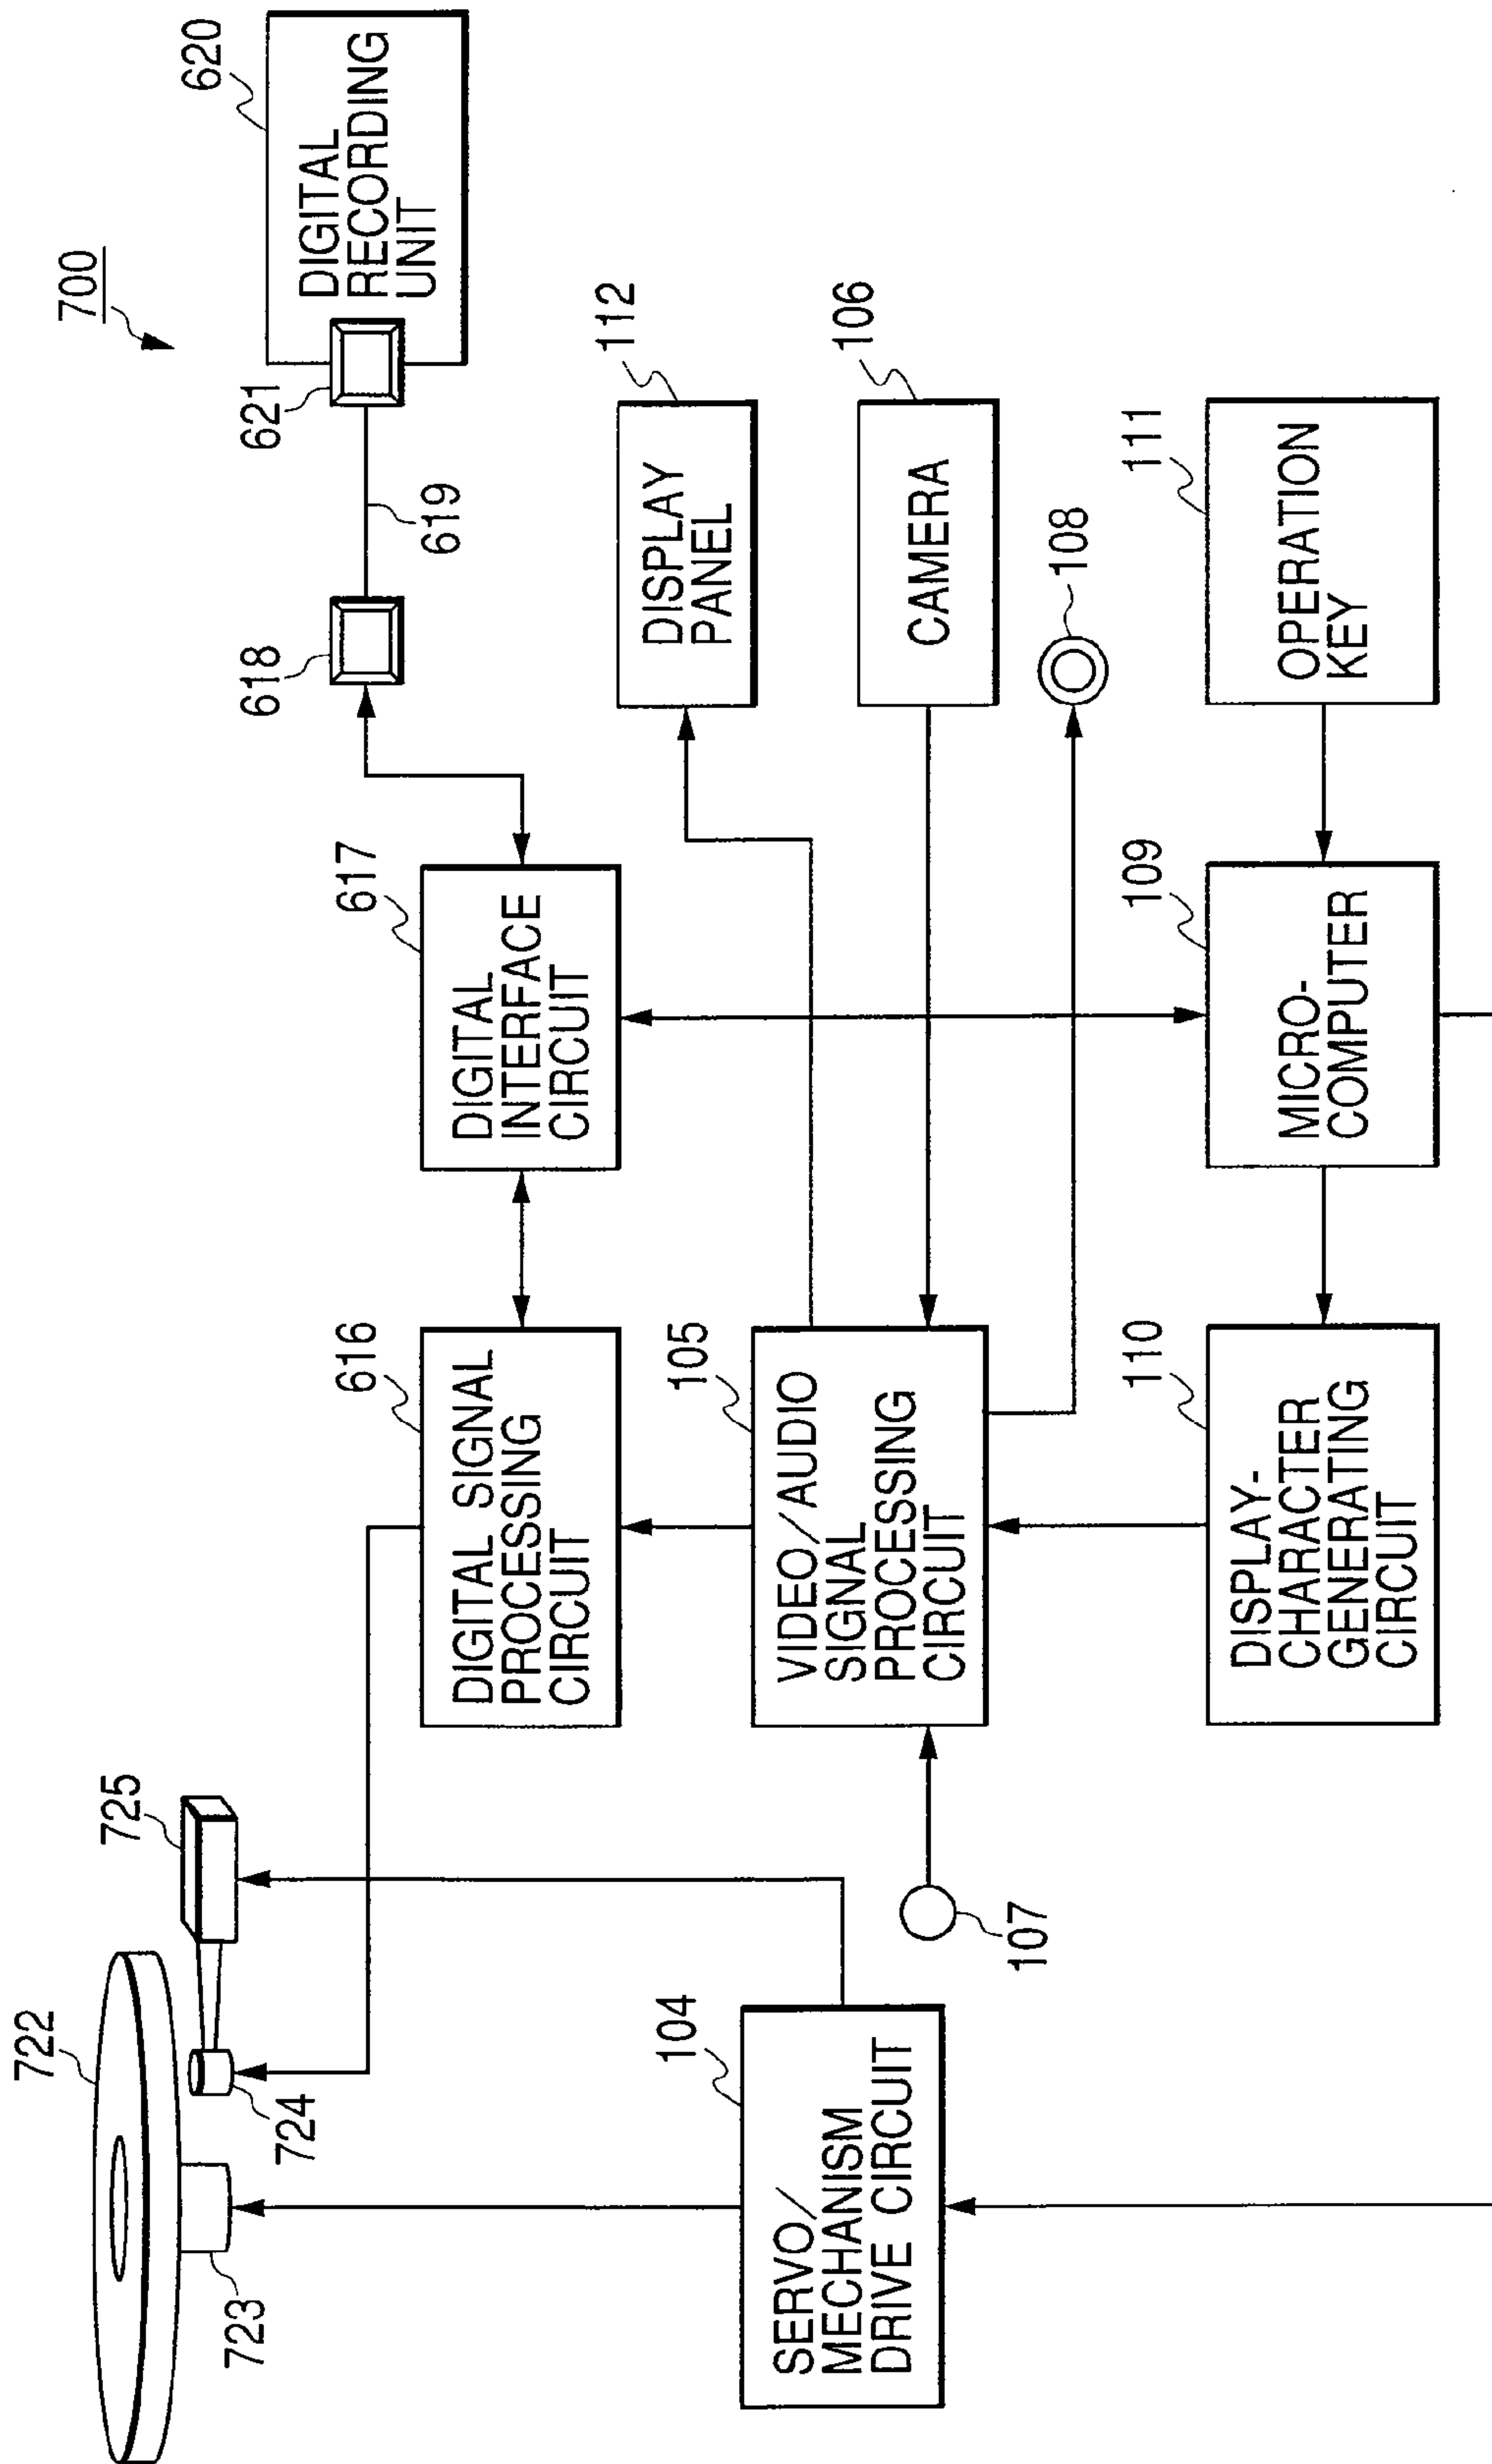 700
722
723
724
725
620
DIGITAL
RECORDING
UNIT
621
619
618
617
DIGITAL
INTERFACE
CIRCUIT
616
DIGITAL SIGNAL
PROCESSING
CIRCUIT
112
DISPLAY
PANEL
106
CAMERA
108
105
VIDEO/AUDIO
SIGNAL
PROCESSING
CIRCUIT
107
104
SERVO/
MECHANISM
DRIVE CIRCUIT
110
DISPLAY-
CHARACTER
GENERATING
CIRCUIT
109
MICRO-
COMPUTER
111
OPERATION
KEY